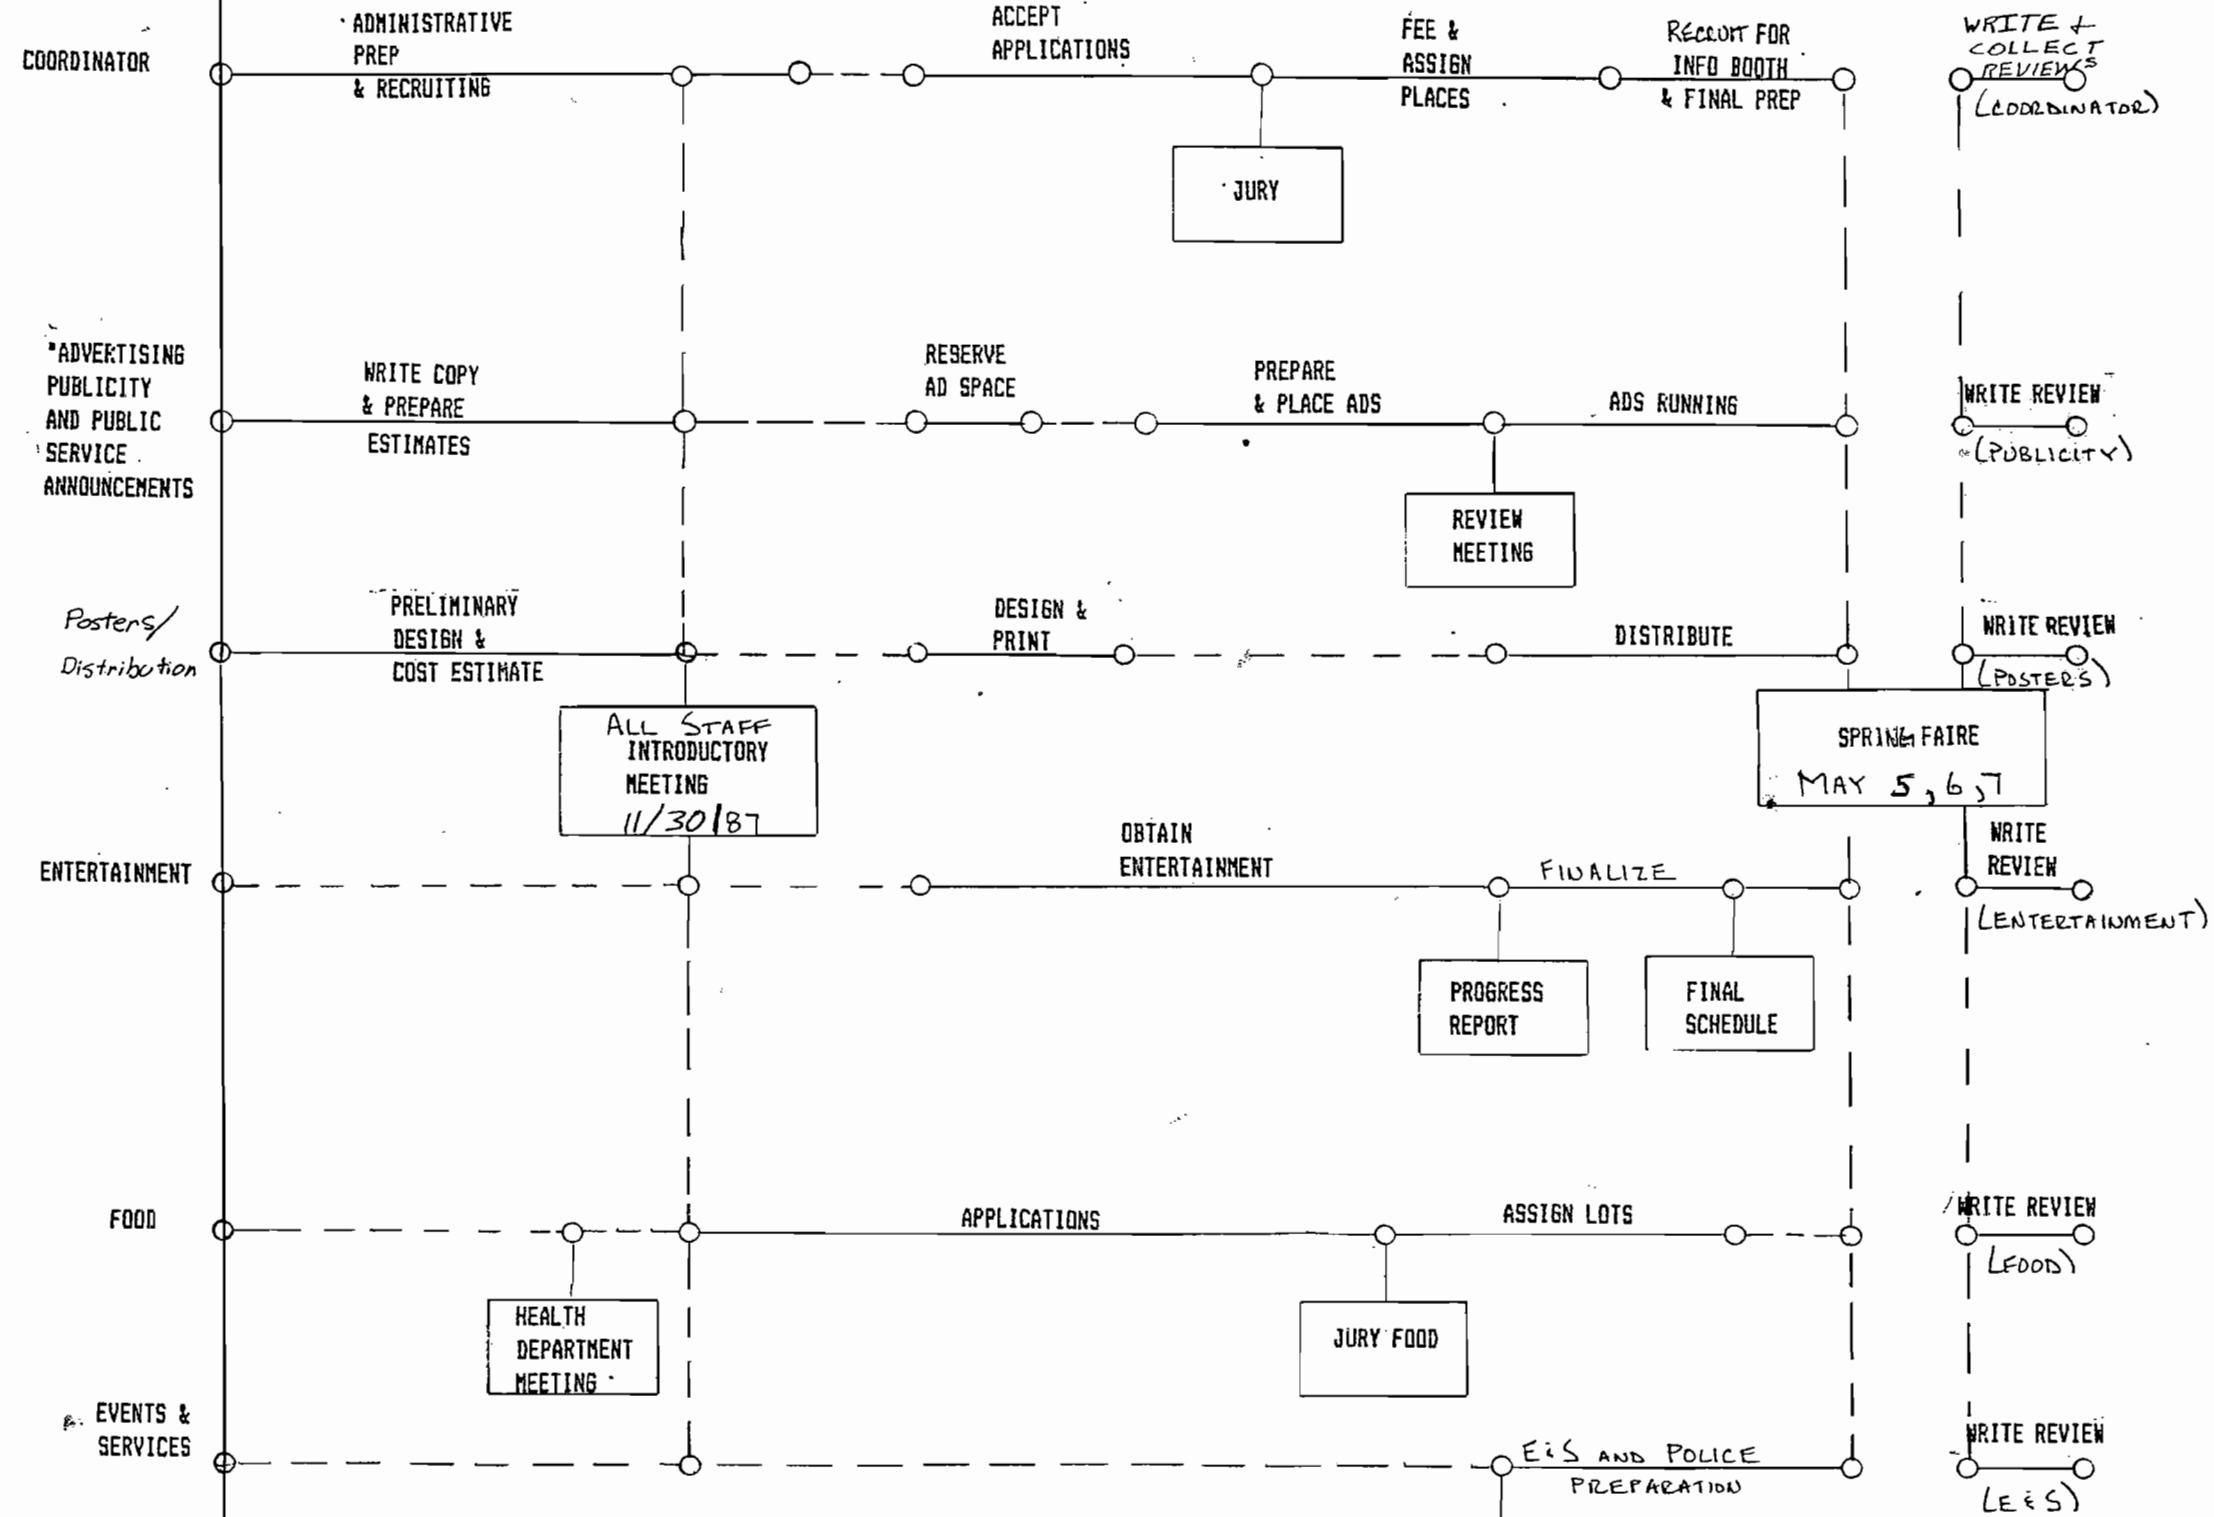 COORDINATOR
ADMINISTRATIVE
PREP
& RECRUITING
ACCEPT
APPLICATIONS
FEE &
ASSIGN
PLACES
RECRUIT FOR
INFO BOOTH
& FINAL PREP
WRITE &
COLLECT
REVIEWS
(COORDINATOR)
JURY
ADVERTISING
PUBLICITY
AND PUBLIC
SERVICE
ANNOUNCEMENTS
WRITE COPY
& PREPARE
ESTIMATES
RESERVE
AD SPACE
PREPARE
& PLACE ADS
ADS RUNNING
WRITE REVIEW
(PUBLICITY)
REVIEW
MEETING
Posters/
Distribution
PRELIMINARY
DESIGN &
COST ESTIMATE
DESIGN &
PRINT
DISTRIBUTE
WRITE REVIEW
(POSTERS)
ALL STAFF
INTRODUCTORY
MEETING
11/30/87
SPRING FAIRE
MAY 5, 6, 7
ENTERTAINMENT
OBTAIN
ENTERTAINMENT
FINALIZE
WRITE
REVIEW
(ENTERTAINMENT)
PROGRESS
REPORT
FINAL
SCHEDULE
FOOD
APPLICATIONS
ASSIGN LOTS
WRITE REVIEW
(FOOD)
HEALTH
DEPARTMENT
MEETING
JURY FOOD
EVENTS &
SERVICES
E&S AND POLICE
PREPARATION
WRITE REVIEW
(E & S)